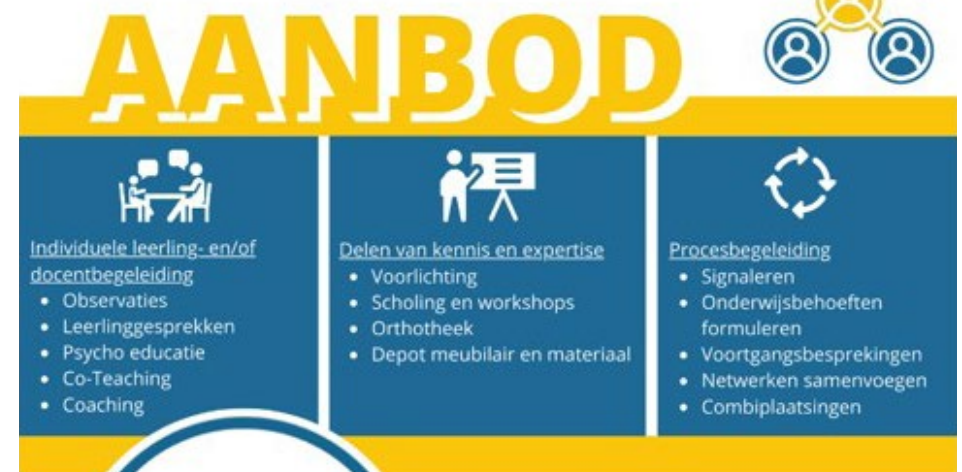 AANBOD
Individuele leerling- en/of
docentbegeleiding
• Observaties
• Leerlinggesprekken
• Psycho educatie
• Co-Teaching
• Coaching
Delen van kennis en expertise
• Voorlichting
• Scholing en workshops
• Orthotheek
• Depot meubilair en materiaal
Procesbegeleiding
• Signaleren
• Onderwijsbehoeften
formuleren
• Voortgangsbesprekingen
• Netwerken samenvoegen
• Combiplaatsingen